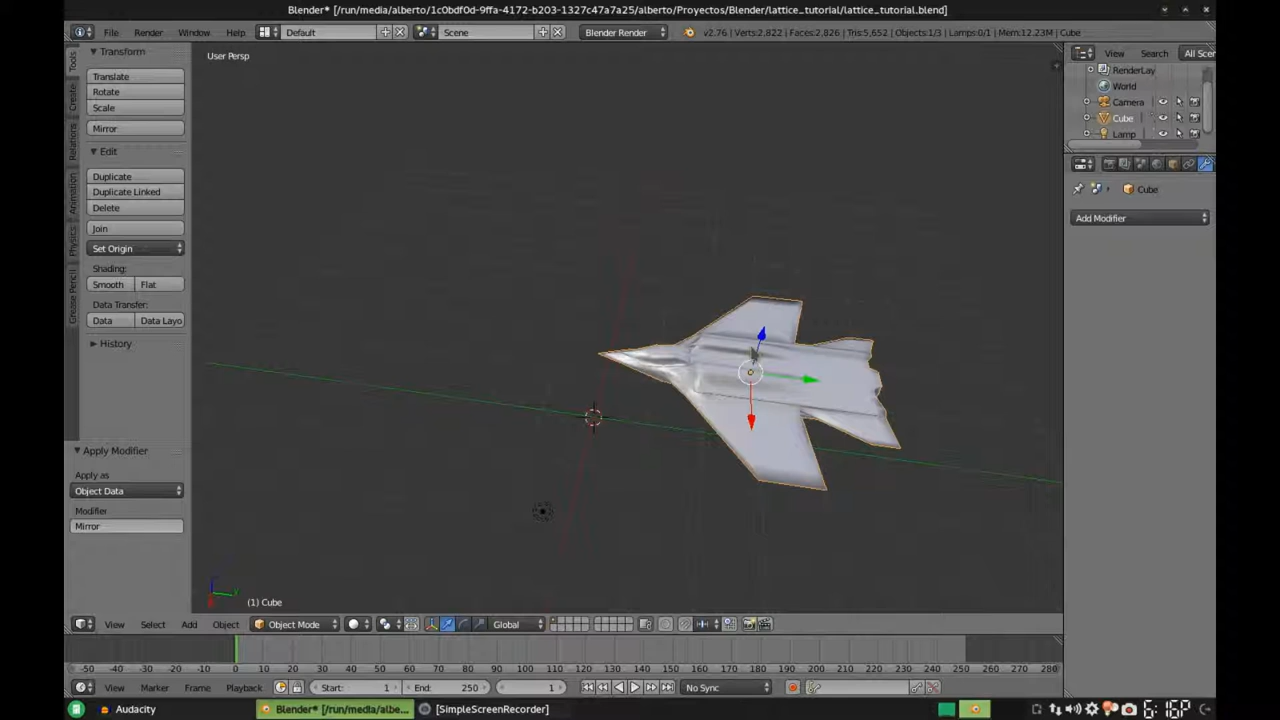 Blender* [/run/media/alberto/1c0bdf0d-9ffa-4172-b203-1327c47a7a25/alberto/Proyectos/Blender/lattice_tutorial/lattice_tutorial.blend]
File Render Window Help Default Scene Blender Render v2.76 | Verts:2,822 | Faces:2,826 | Tris:5,652 | Objects:1/3 | Lamps:0/1 | Mem:12.23M | Cube
Tools
Create
Relations
Animation
Physics
Grease Pencil
Transform
Translate
Rotate
Scale
Mirror
Edit
Duplicate
Duplicate Linked
Delete
Join
Set Origin
Shading:
Smooth Flat
Data Transfer:
Data Data Layo
History
Apply Modifier
Apply as
Object Data
Modifier
Mirror
User Persp
(1) Cube
View Search All Scen
RenderLay
World
Camera
Cube
Lamp
Cube
Add Modifier
View Select Add Object Object Mode Global
-50 -40 -30 -20 -10 0 10 20 30 40 50 60 70 80 90 100 110 120 130 140 150 160 170 180 190 200 210 220 230 240 250 260 270 280
View Marker Frame Playback Start: 1 End: 250 1 No Sync
Audacity Blender* [/run/media/albe... [SimpleScreenRecorder]